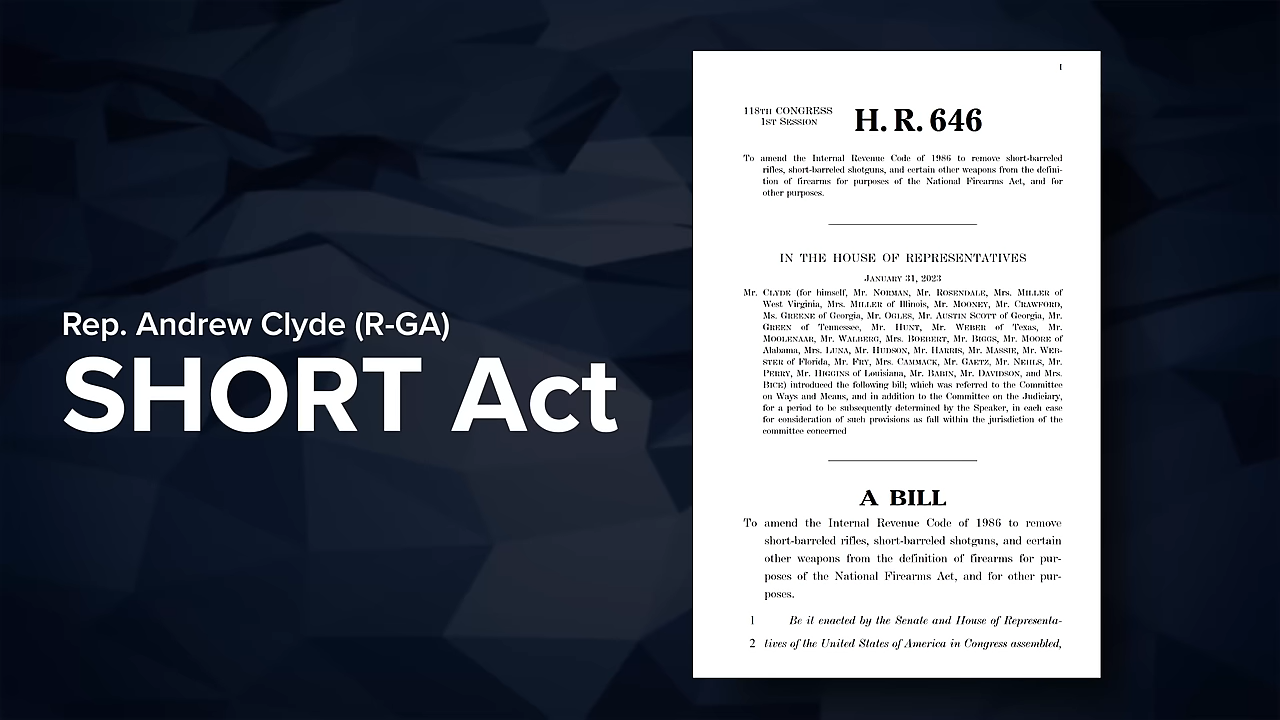 Rep. Andrew Clyde (R-GA)
SHORT Act
I
118TH CONGRESS
1ST SESSION
H. R. 646
To amend the Internal Revenue Code of 1986 to remove short-barreled
rifles, short-barreled shotguns, and certain other weapons from the defini-
tion of firearms for purposes of the National Firearms Act, and for
other purposes.
IN THE HOUSE OF REPRESENTATIVES
JANUARY 31, 2023
Mr. CLYDE (for himself, Mr. NORMAN, Mr. ROSENDALE, Mrs. MILLER of
West Virginia, Mrs. MILLER of Illinois, Mr. MOONEY, Mr. CRAWFORD,
Ms. GREENE of Georgia, Mr. OGLES, Mr. AUSTIN SCOTT of Georgia, Mr.
GREEN of Tennessee, Mr. HUNT, Mr. WEBER of Texas, Mr.
MOOLENAAR, Mr. WALBERG, Mrs. BOEBERT, Mr. BIGGS, Mr. MOORE of
Alabama, Mrs. LUNA, Mr. HUDSON, Mr. HARRIS, Mr. MASSIE, Mr. WEB-
STER of Florida, Mr. FRY, Mrs. CAMMACK, Mr. GAETZ, Mr. NEHLS, Mr.
PERRY, Mr. HIGGINS of Louisiana, Mr. BABIN, Mr. DAVIDSON, and Mrs.
BICE) introduced the following bill; which was referred to the Committee
on Ways and Means, and in addition to the Committee on the Judiciary,
for a period to be subsequently determined by the Speaker, in each case
for consideration of such provisions as fall within the jurisdiction of the
committee concerned
A BILL
To amend the Internal Revenue Code of 1986 to remove
short-barreled rifles, short-barreled shotguns, and certain
other weapons from the definition of firearms for pur-
poses of the National Firearms Act, and for other pur-
poses.
1 Be it enacted by the Senate and House of Representa-
2 tives of the United States of America in Congress assembled,